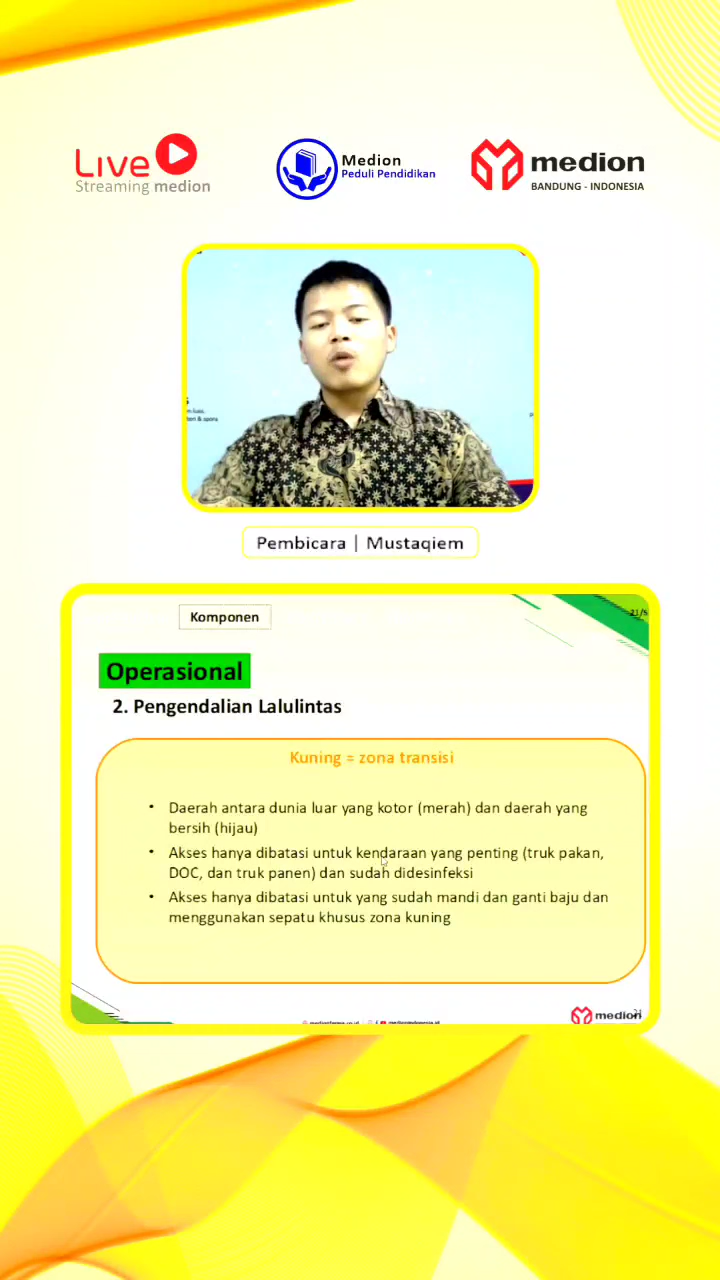 Live
Streaming medion
Medion
Peduli Pendidikan
medion
BANDUNG - INDONESIA
Pembicara | Mustaqiem
Komponen
Operasional
2. Pengendalian Lalulintas
Kuning = zona transisi
• Daerah antara dunia luar yang kotor (merah) dan daerah yang
bersih (hijau)
• Akses hanya dibatasi untuk kendaraan yang penting (truk pakan,
DOC, dan truk panen) dan sudah didesinfeksi
• Akses hanya dibatasi untuk yang sudah mandi dan ganti baju dan
menggunakan sepatu khusus zona kuning
medion